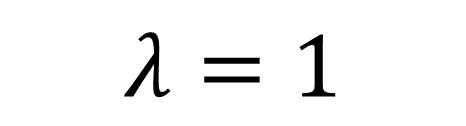 λ = 1